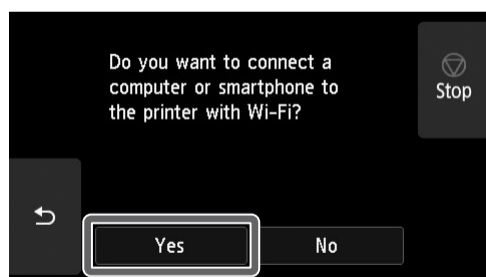 Do you want to connect a
computer or smartphone to
the printer with Wi-Fi?
Stop
Yes
No